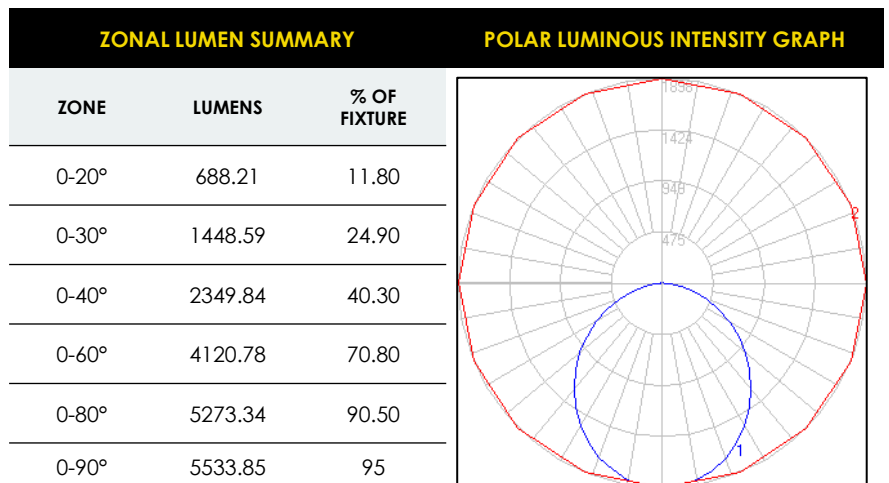 ZONAL LUMEN SUMMARY
POLAR LUMINOUS INTENSITY GRAPH
ZONE LUMENS % OF FIXTURE
0-20° 688.21 11.80
0-30° 1448.59 24.90
0-40° 2349.84 40.30
0-60° 4120.78 70.80
0-80° 5273.34 90.50
0-90° 5533.85 95
1898
1424
949
475
2
1